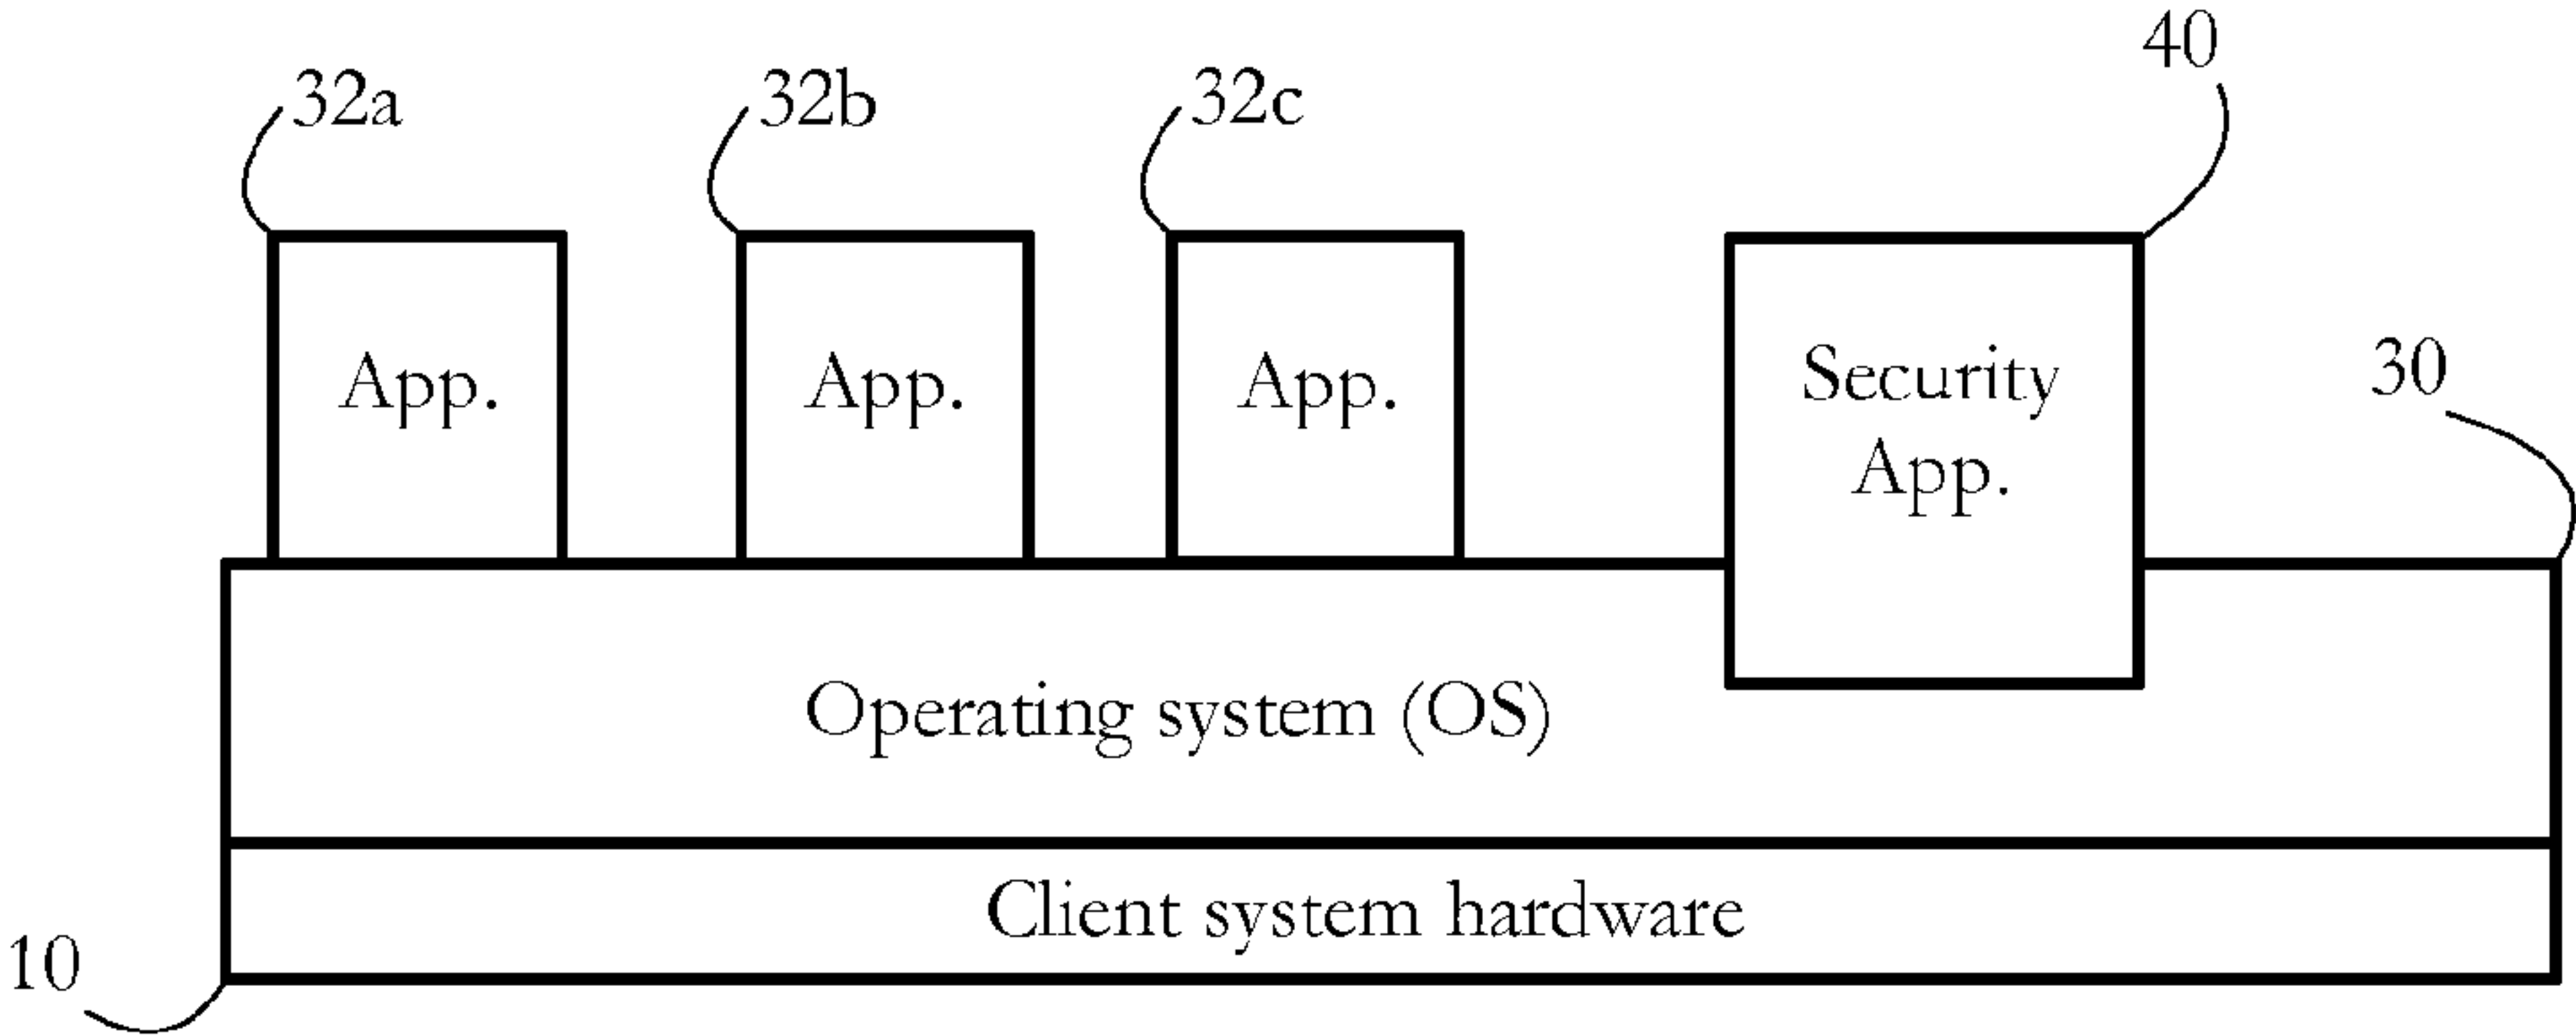 40
32a
32b
32c
30
App.
App.
App.
Security
App.
Operating system (OS)
Client system hardware
10